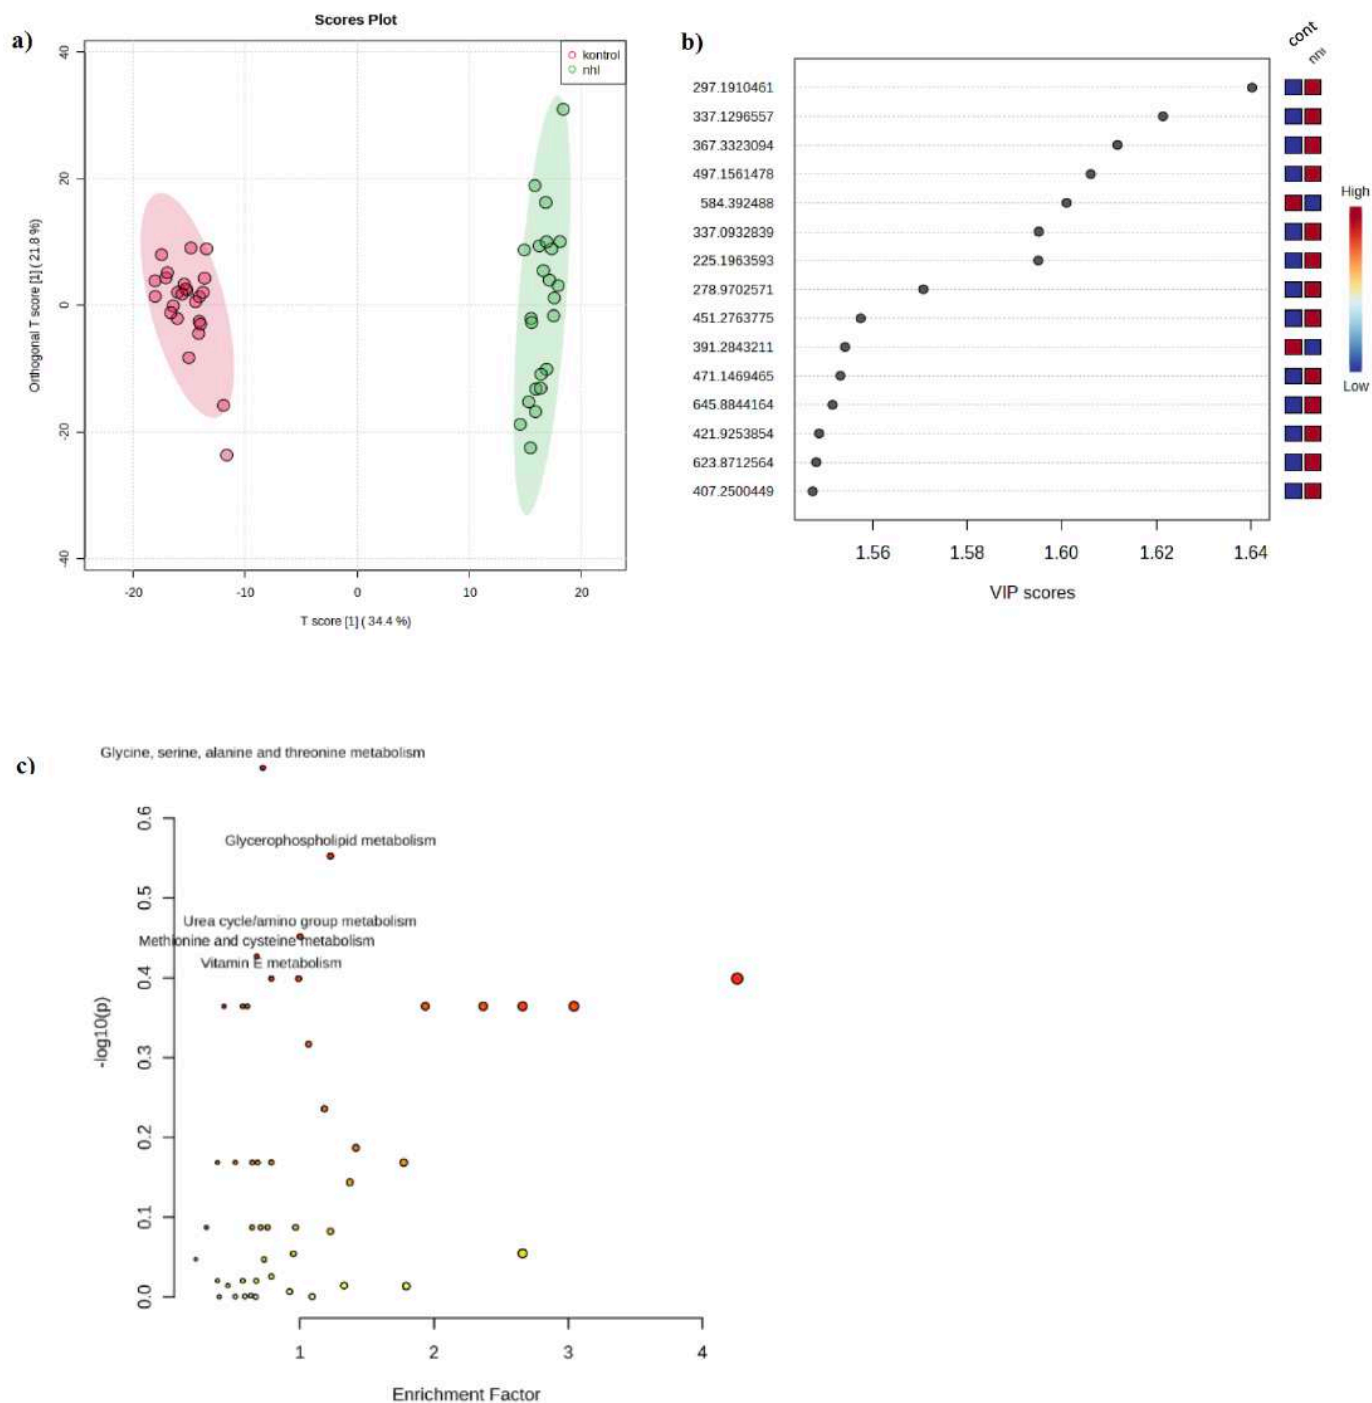 a)
Scores Plot
kontrol
nhl
Orthogonal T score [1] ( 21.8 %)
40
20
0
20
40
-20
-10
0
10
20
T score [1] ( 34.4 %)
b)
cont
297.1910461
337.1296557
367.3323094
497.1561478
584.392488
337.0932839
225.1963593
278.9702571
451.2763775
391.2843211
471.1469465
645.8844164
421.9253854
623.8712564
407.2500449
High
Low
1.56
1.58
1.60
1.62
1.64
VIP scores
c)
Glycine, serine, alanine and threonine metabolism
Glycerophospholipid metabolism
Urea cycle/amino group metabolism
Methionine and cysteine metabolism
Vitamin E metabolism
-log10(p)
0.6
0.5
0.4
0.3
0.2
0.1
0.0
1
2
3
4
Enrichment Factor